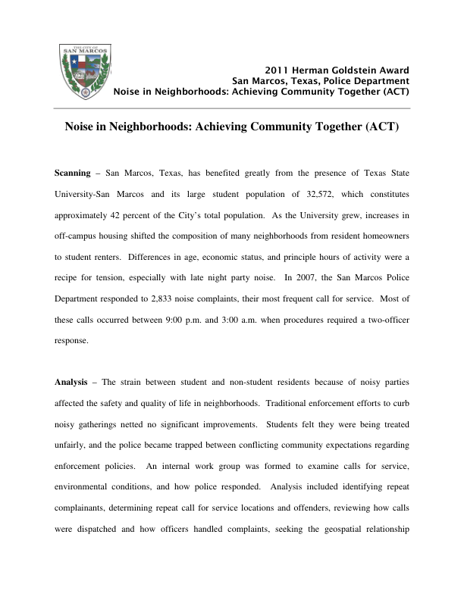 SAN MARCOS
2011 Herman Goldstein Award
San Marcos, Texas, Police Department
Noise in Neighborhoods: Achieving Community Together (ACT)
Noise in Neighborhoods: Achieving Community Together (ACT)
Scanning – San Marcos, Texas, has benefited greatly from the presence of Texas State
University-San Marcos and its large student population of 32,572, which constitutes
approximately 42 percent of the City’s total population. As the University grew, increases in
off-campus housing shifted the composition of many neighborhoods from resident homeowners
to student renters. Differences in age, economic status, and principle hours of activity were a
recipe for tension, especially with late night party noise. In 2007, the San Marcos Police
Department responded to 2,833 noise complaints, their most frequent call for service. Most of
these calls occurred between 9:00 p.m. and 3:00 a.m. when procedures required a two-officer
response.
Analysis – The strain between student and non-student residents because of noisy parties
affected the safety and quality of life in neighborhoods. Traditional enforcement efforts to curb
noisy gatherings netted no significant improvements. Students felt they were being treated
unfairly, and the police became trapped between conflicting community expectations regarding
enforcement policies. An internal work group was formed to examine calls for service,
environmental conditions, and how police responded. Analysis included identifying repeat
complainants, determining repeat call for service locations and offenders, reviewing how calls
were dispatched and how officers handled complaints, seeking the geospatial relationship